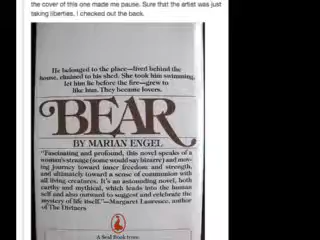 the cover of this one made me pause. Sure that the artist was just
taking liberties, I checked out the back.
He belonged to the place—lived behind the
house, chained to his shed. She took him swimming,
let him lie before the fire—grew to
like him. They became lovers.
BEAR
BY MARIAN ENGEL
"Fascinating and profound, this novel speaks of a
woman's strange (some would say bizarre) and mov-
ing journey toward inner freedom and strength,
and ultimately toward a sense of communion with
all living creatures. It's an astounding novel, both
earthy and mythical, which leads into the human
self and also outward to suggest and celebrate the
mystery of life itself."—Margaret Laurence, author
of The Diviners
A Seal Book from